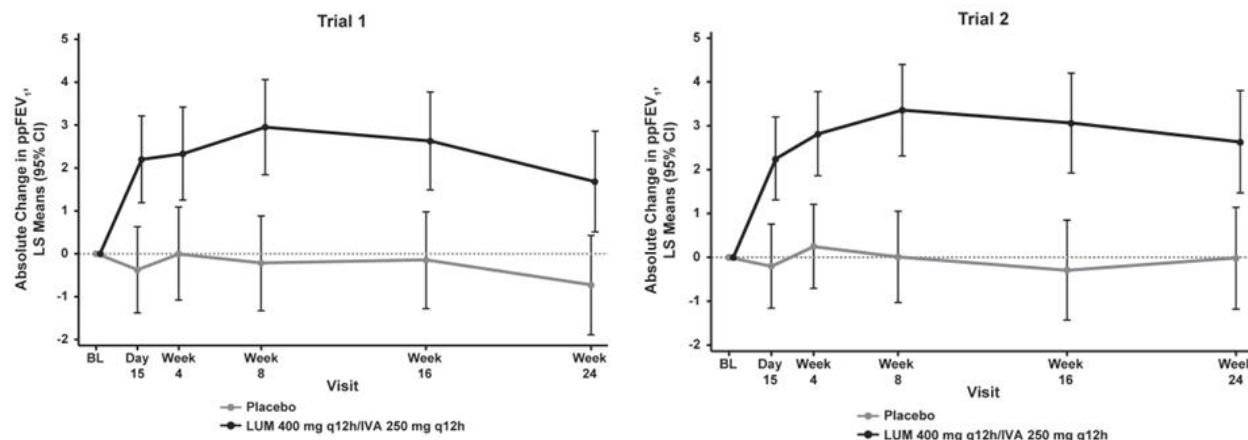 Trial 1
Absolute Change in ppFEV₁,
LS Means (95% CI)
5
4
3
2
1
0
-1
-2
BL
Day
15
Week
4
Week
8
Week
16
Week
24
Visit
Placebo
LUM 400 mg q12h/IVA 250 mg q12h
Trial 2
Absolute Change in ppFEV₁,
LS Means (95% CI)
5
4
3
2
1
0
-1
-2
BL
Day
15
Week
4
Week
8
Week
16
Week
24
Visit
Placebo
LUM 400 mg q12h/IVA 250 mg q12h